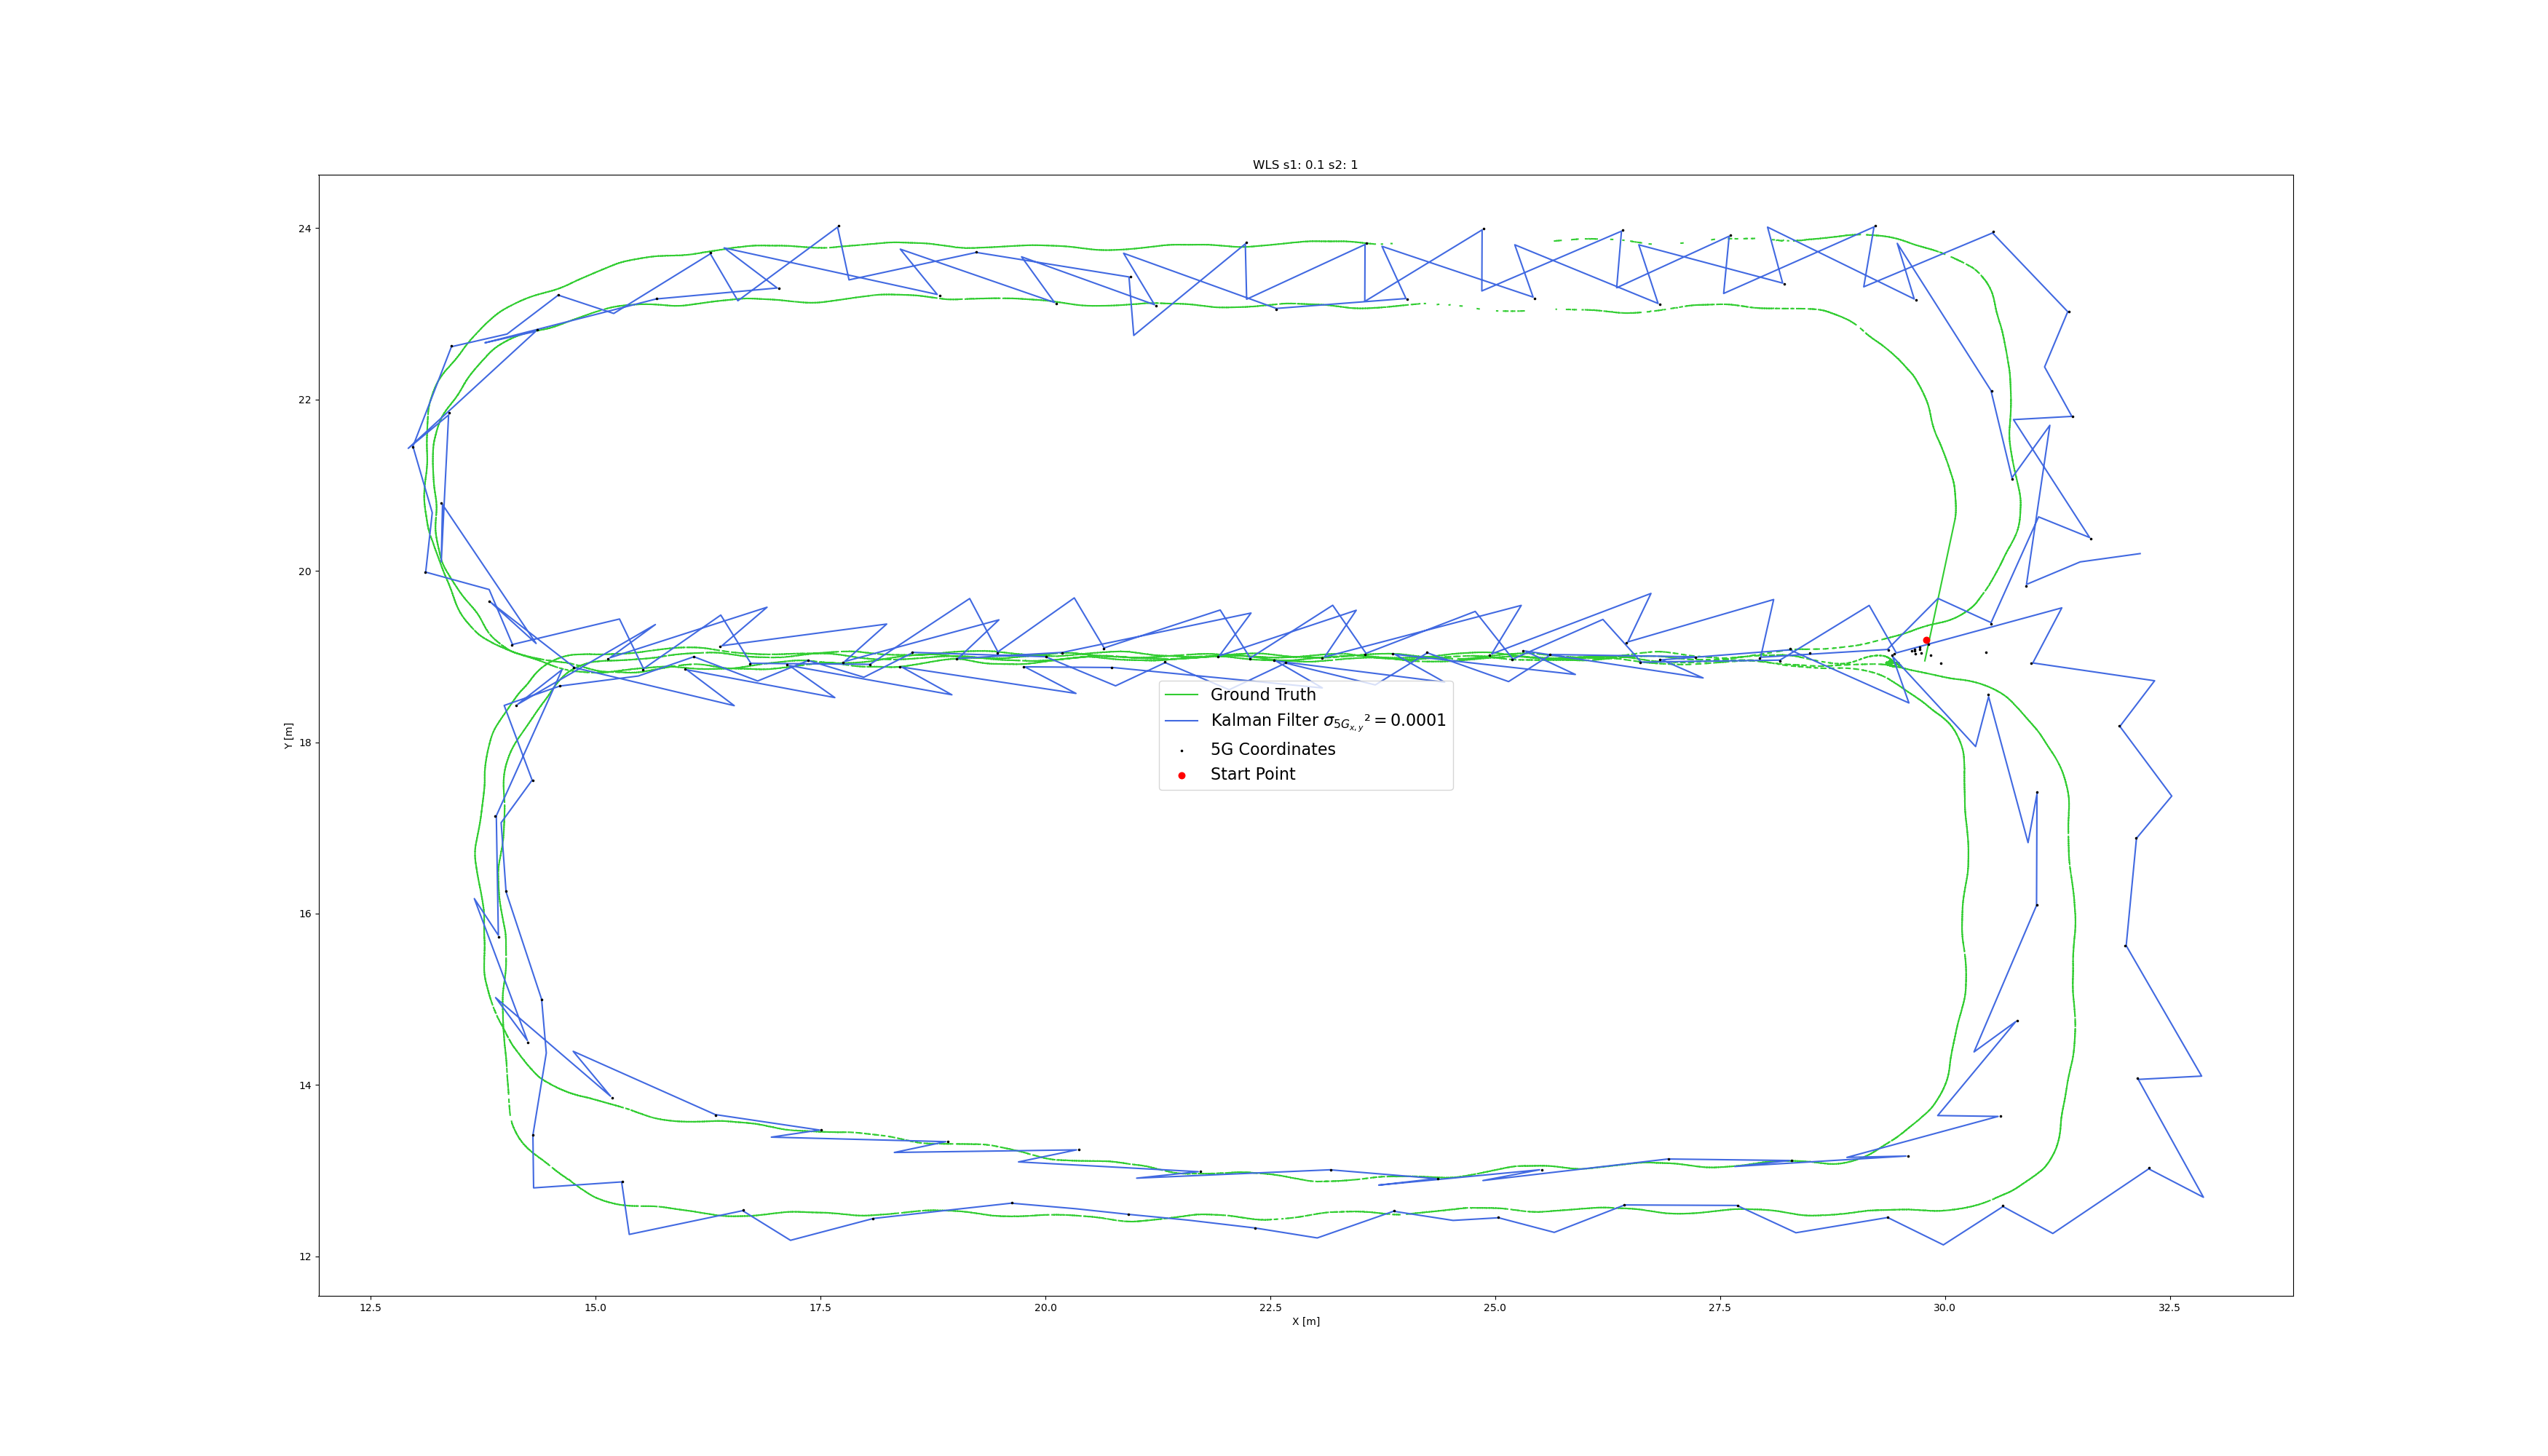 WLS s1: 0.1 s2: 1
24
22
20
18
16
14
12
Y [m]
Ground Truth
Kalman Filter σ₅G_{x,y}² = 0.0001
5G Coordinates
Start Point
12.5 15.0 17.5 20.0 22.5 25.0 27.5 30.0 32.5
X [m]